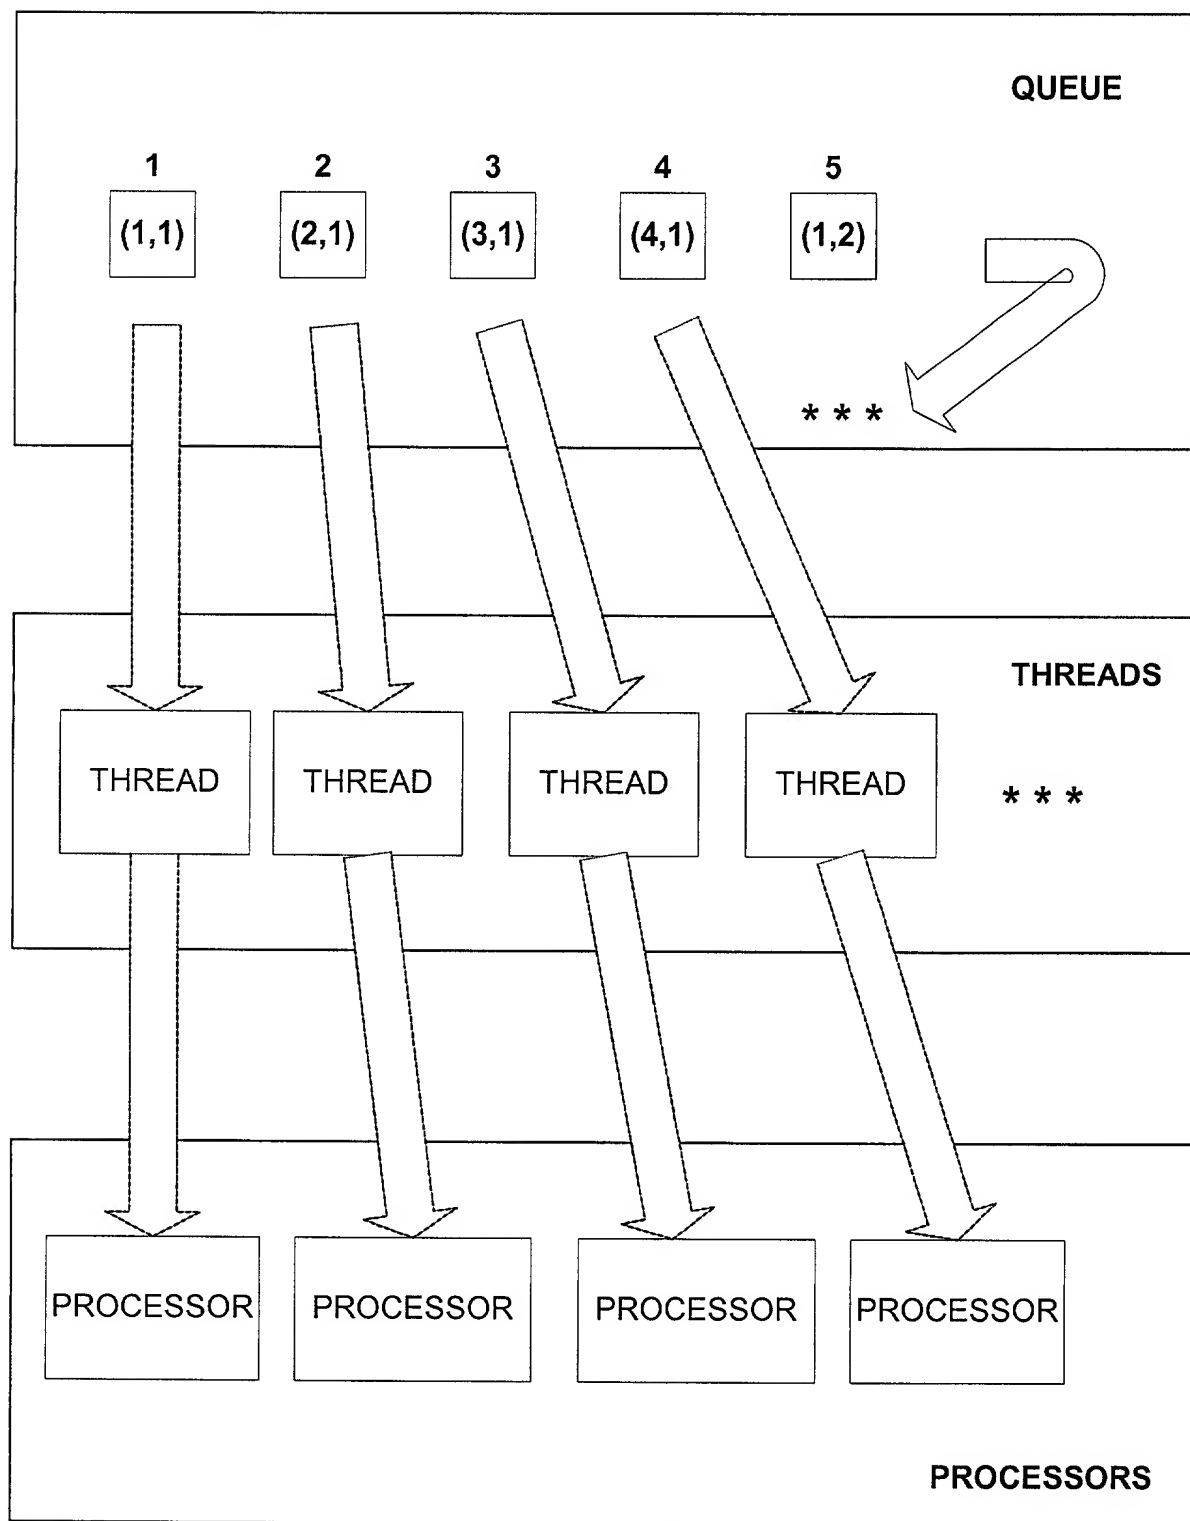 QUEUE
1 2 3 4 5
(1,1) (2,1) (3,1) (4,1) (1,2)
* * *
THREADS
THREAD THREAD THREAD THREAD
* * *
PROCESSOR PROCESSOR PROCESSOR PROCESSOR
PROCESSORS